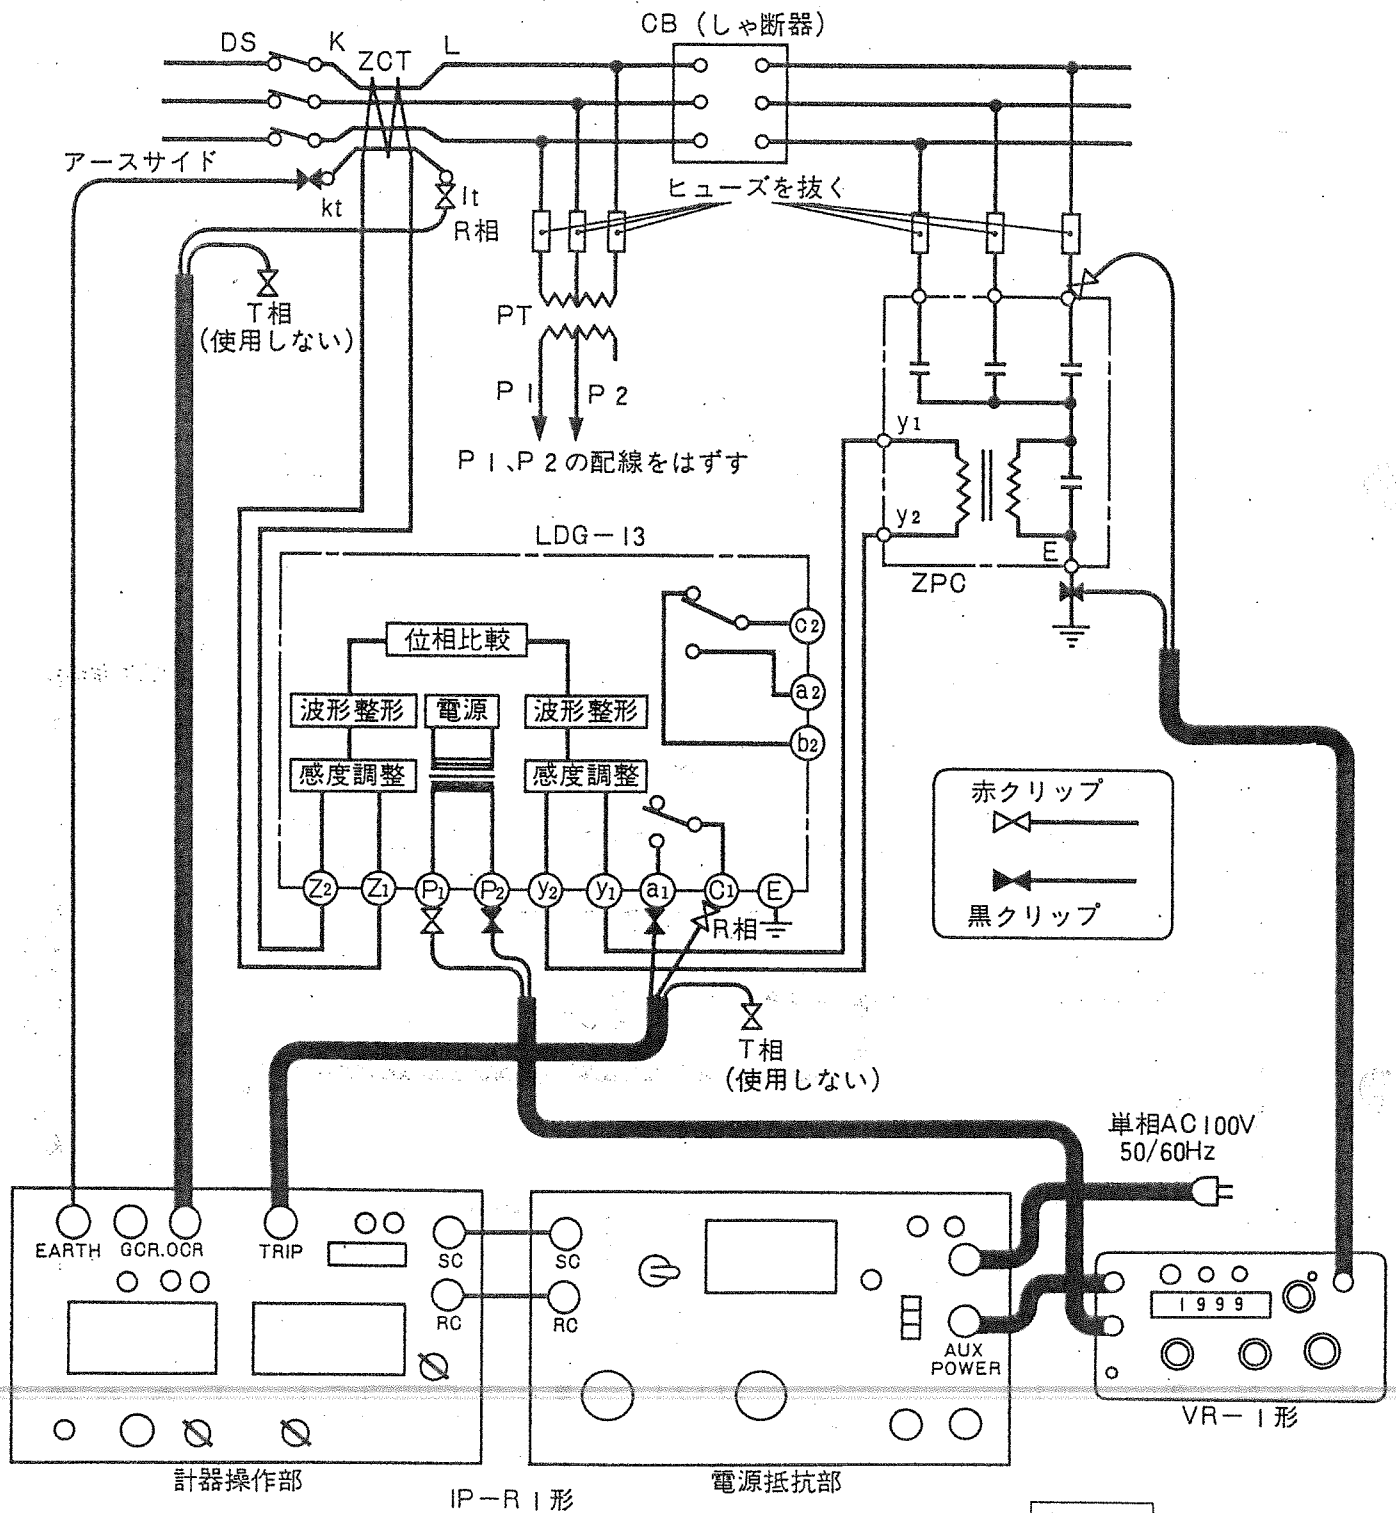 CB（しゃ断器）
DS
K
ZCT
L
アースサイド
kt
lt
R相
ヒューズを抜く
T相
（使用しない）
PT
P1
P2
P1、P2の配線をはずす
y1
y2
E
ZPC
LDG－13
位相比較
波形整形
電源
波形整形
感度調整
感度調整
c2
a2
b2
Z2
Z1
P1
P2
y2
y1
a1
C1
E
R相
T相
（使用しない）
赤クリップ
黒クリップ
単相AC100V
50/60Hz
EARTH
GCR.OCR
TRIP
SC
RC
SC
RC
AUX
POWER
1999
VR－1形
計器操作部
電源抵抗部
IP－R1形